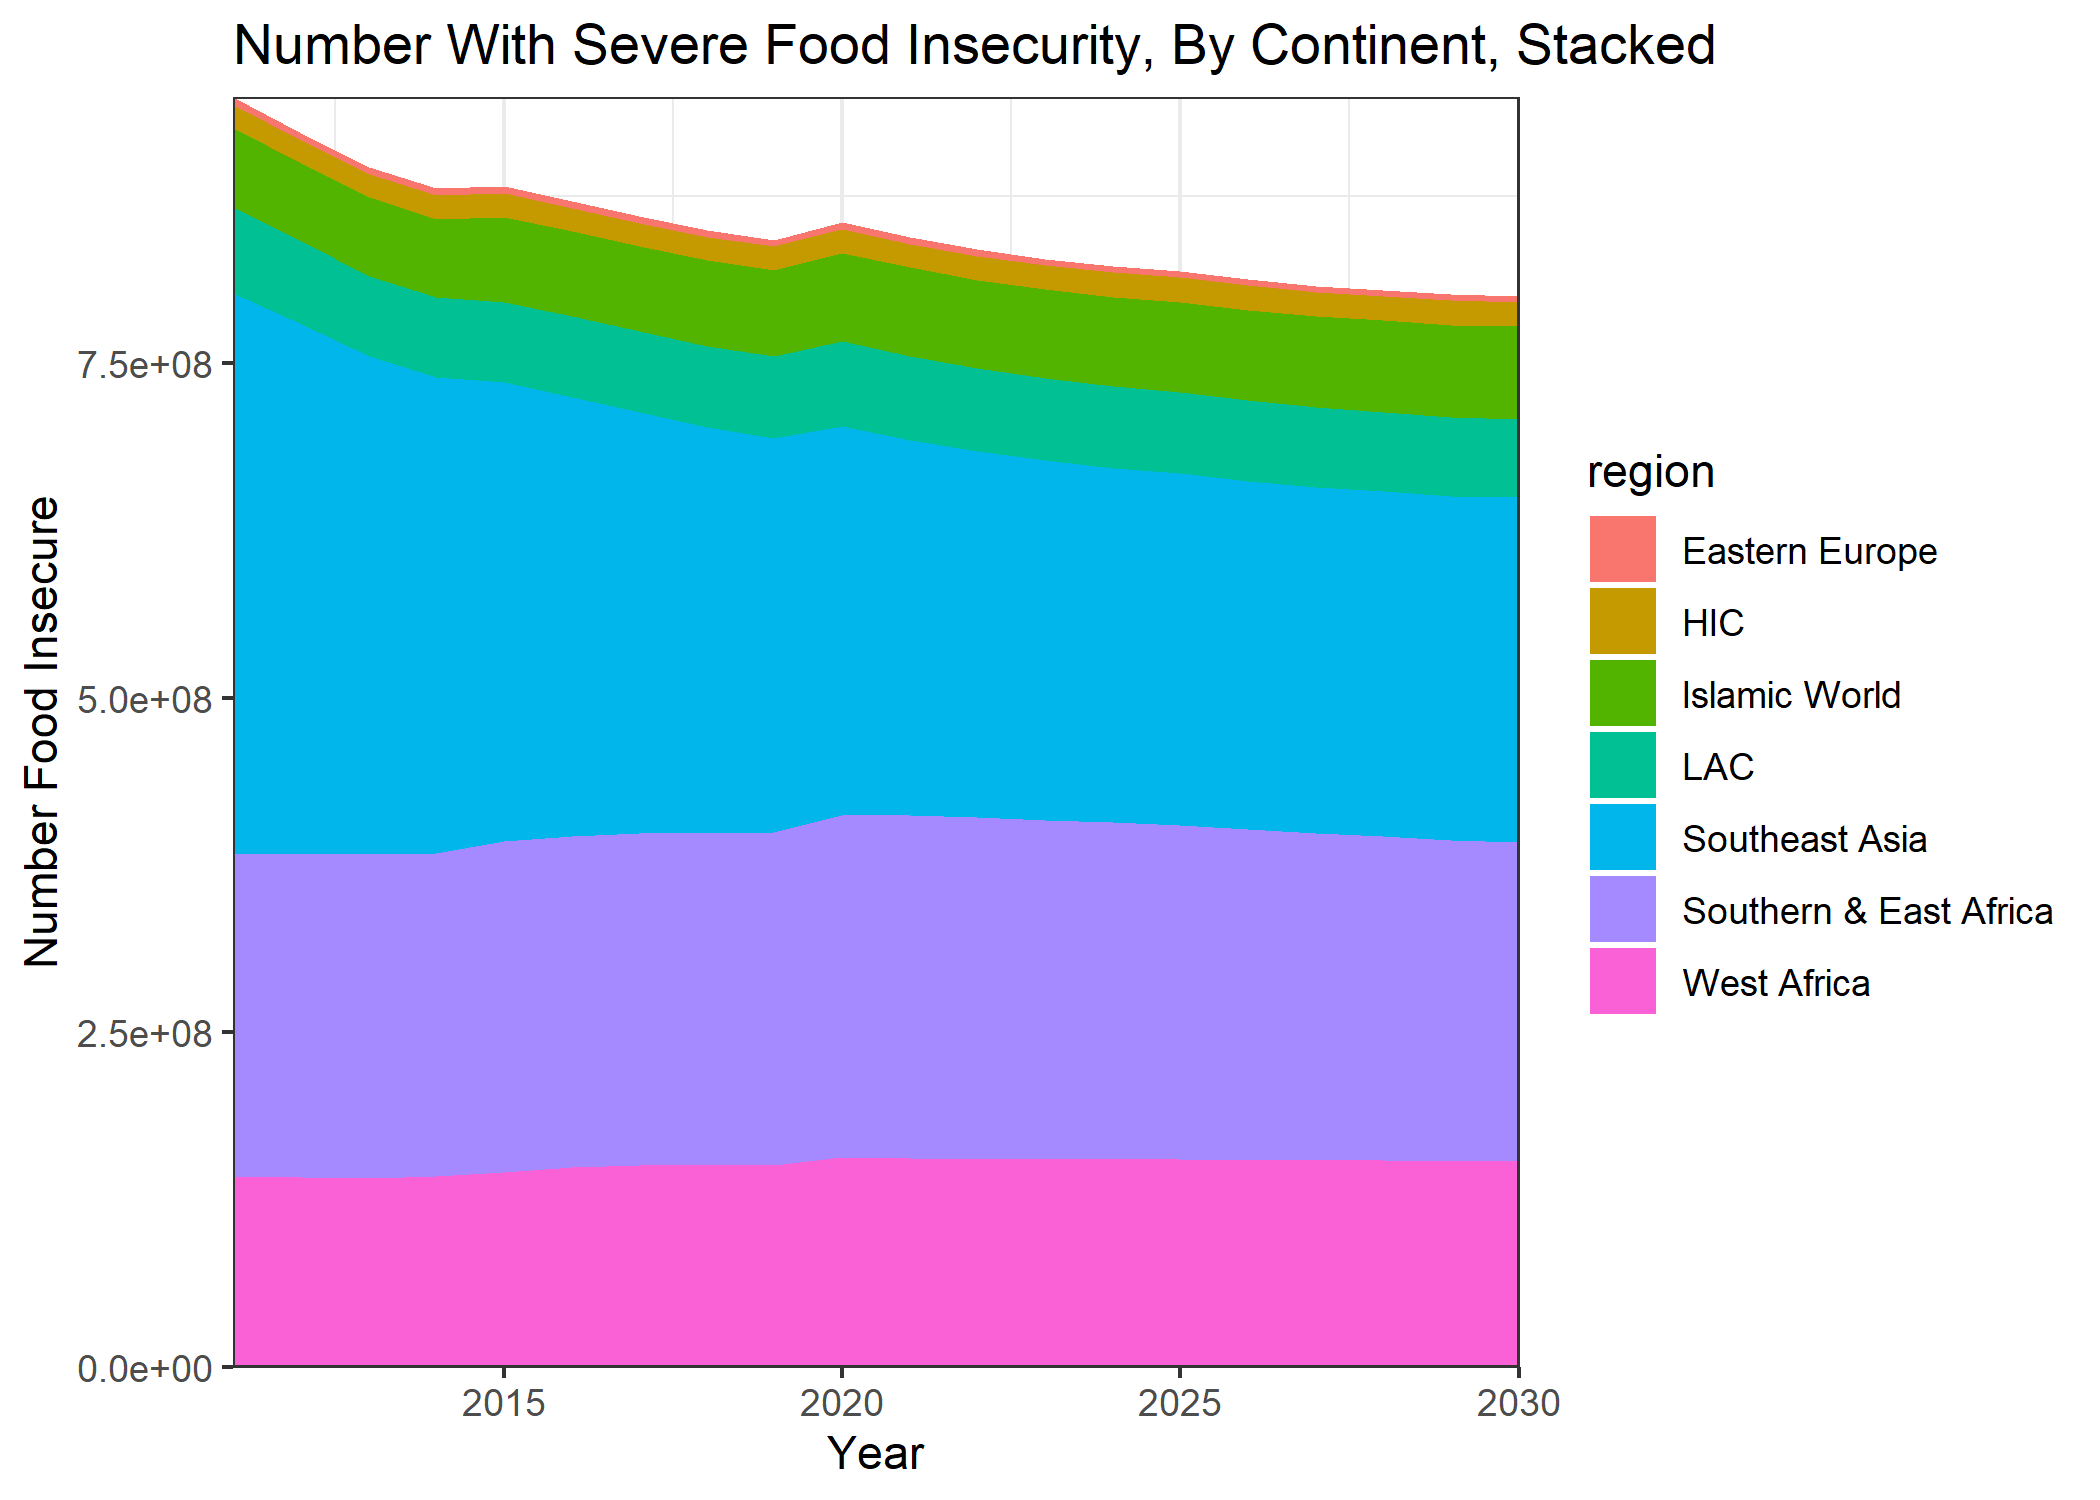 Number With Severe Food Insecurity, By Continent, Stacked
Number Food Insecure
7.5e+08
5.0e+08
2.5e+08
0.0e+00
2015
2020
2025
2030
Year
region
Eastern Europe
HIC
Islamic World
LAC
Southeast Asia
Southern & East Africa
West Africa